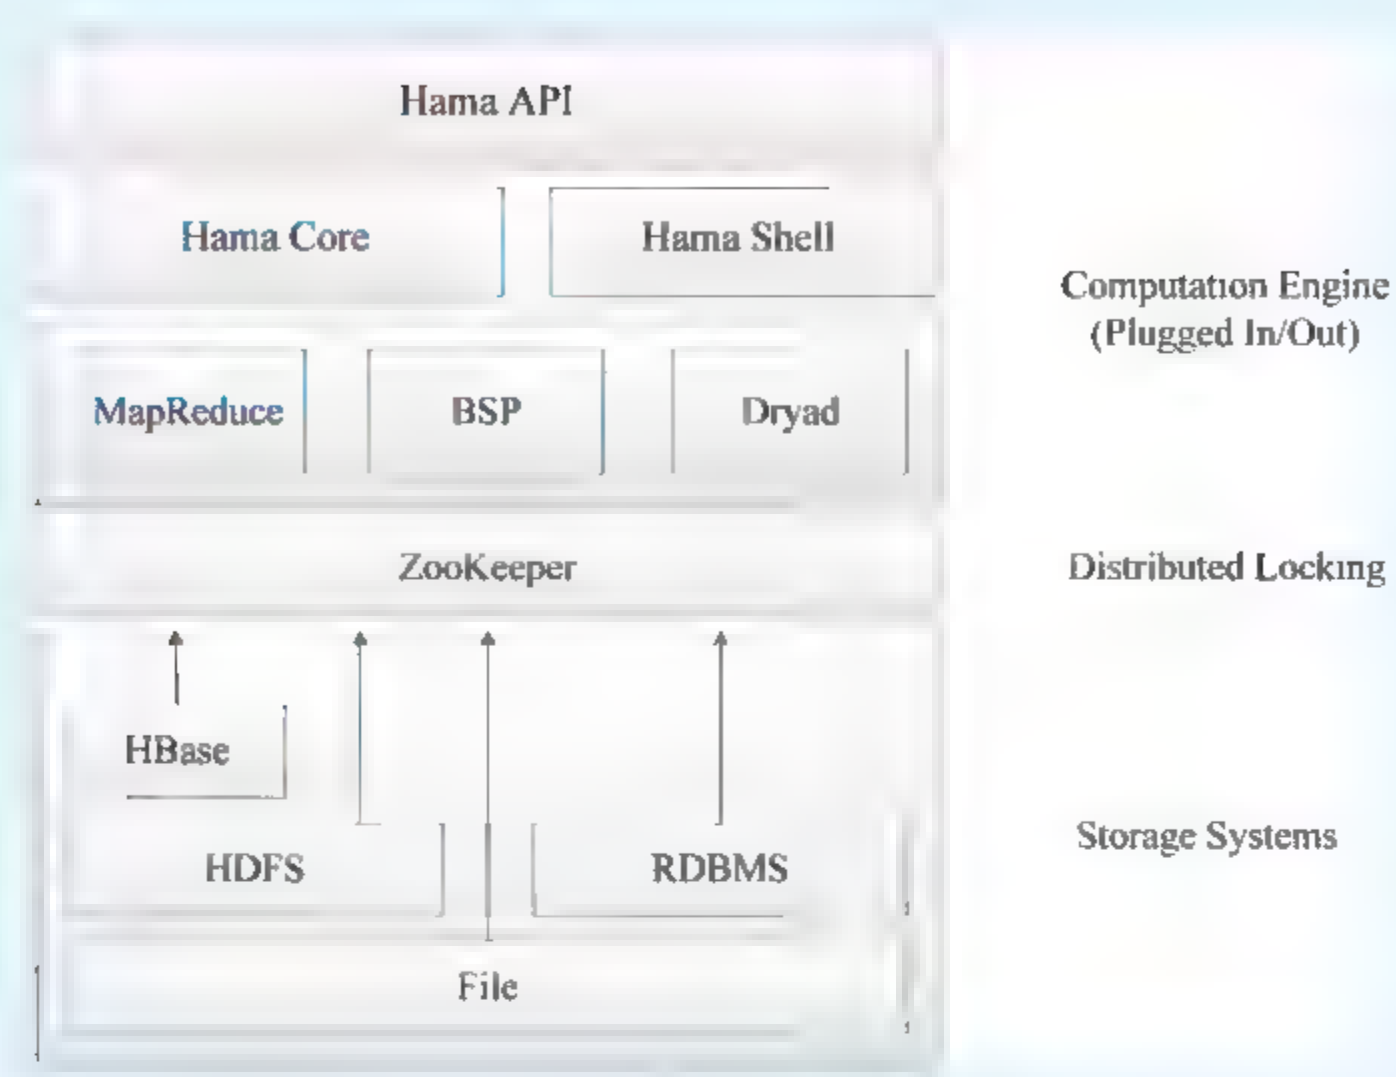 Hama API
Hama Core
Hama Shell
Computation Engine
(Plugged In/Out)
MapReduce
BSP
Dryad
ZooKeeper
Distributed Locking
HBase
Storage Systems
HDFS
RDBMS
File